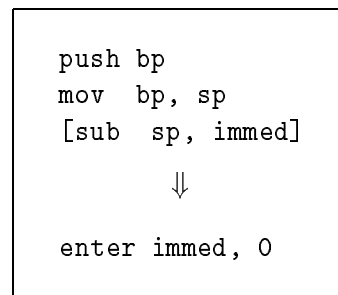 push bp
mov bp, sp
[sub sp, immed]
⇓
enter immed, 0